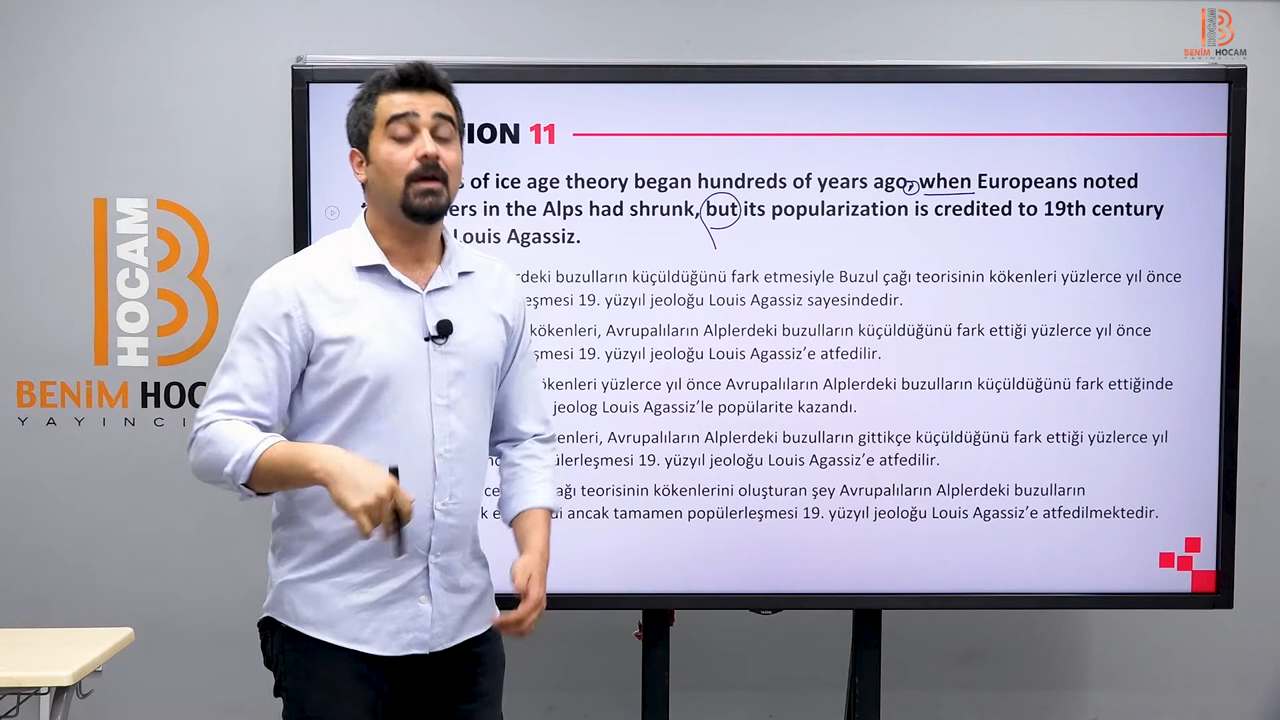 HOCAM
B
BENİM HOCAM
YAYINCILIK
HOCAM
BENİM HOC
YAYINCI
ION 11
s of ice age theory began hundreds of years ago, when Europeans noted
ers in the Alps had shrunk, but its popularization is credited to 19th century
Louis Agassiz.
rdeki buzulların küçüldüğünü fark etmesiyle Buzul çağı teorisinin kökenleri yüzlerce yıl önce
eşmesi 19. yüzyıl jeoloğu Louis Agassiz sayesindedir.
kökenleri, Avrupalıların Alplerdeki buzulların küçüldüğünü fark ettiği yüzlerce yıl önce
şmesi 19. yüzyıl jeoloğu Louis Agassiz’e atfedilir.
ökenleri yüzlerce yıl önce Avrupalıların Alplerdeki buzulların küçüldüğünü fark ettiğinde
jeolog Louis Agassiz’le popülarite kazandı.
enleri, Avrupalıların Alplerdeki buzulların gittikçe küçüldüğünü fark ettiği yüzlerce yıl
ülerleşmesi 19. yüzyıl jeoloğu Louis Agassiz’e atfedilir.
ağı teorisinin kökenlerini oluşturan şey Avrupalıların Alplerdeki buzulların
ancak tamamen popülerleşmesi 19. yüzyıl jeoloğu Louis Agassiz’e atfedilmektedir.